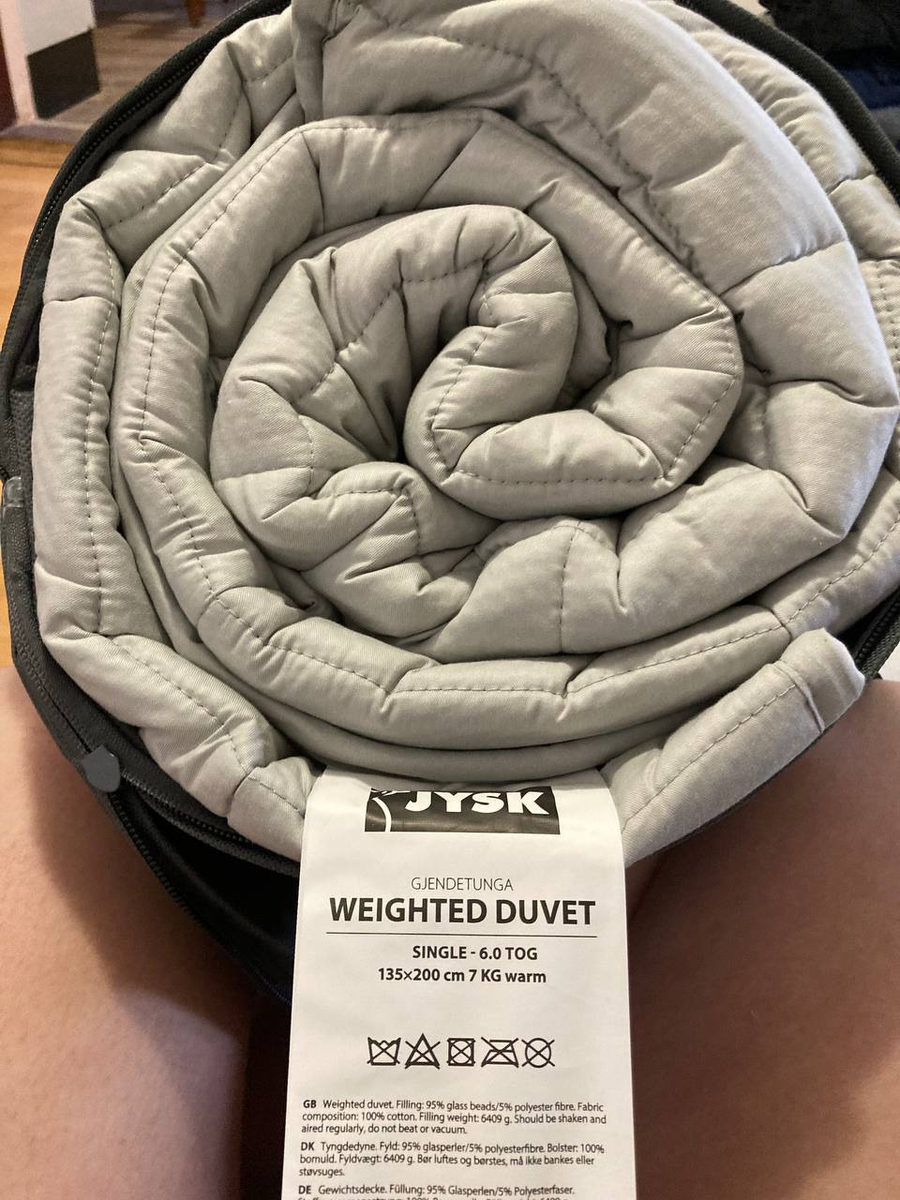 JYSK
GJENDETUNGA
WEIGHTED DUVET
SINGLE - 6.0 TOG
135×200 cm 7 KG warm
GB Weighted duvet. Filling: 95% glass beads/5% polyester fibre. Fabric
composition: 100% cotton. Filling weight: 6409 g. Should be shaken and
aired regularly, do not beat or vacuum.
DK Tyngdedyne. Fyld: 95% glasperler/5% polyesterfibre. Bolster: 100%
bomuld. Fyldvægt: 6409 g. Bør luftes og børstes, må ikke bankes eller
støvsuges.
DE Gewichtsdecke. Füllung: 95% Glasperlen/5% Polyesterfaser.